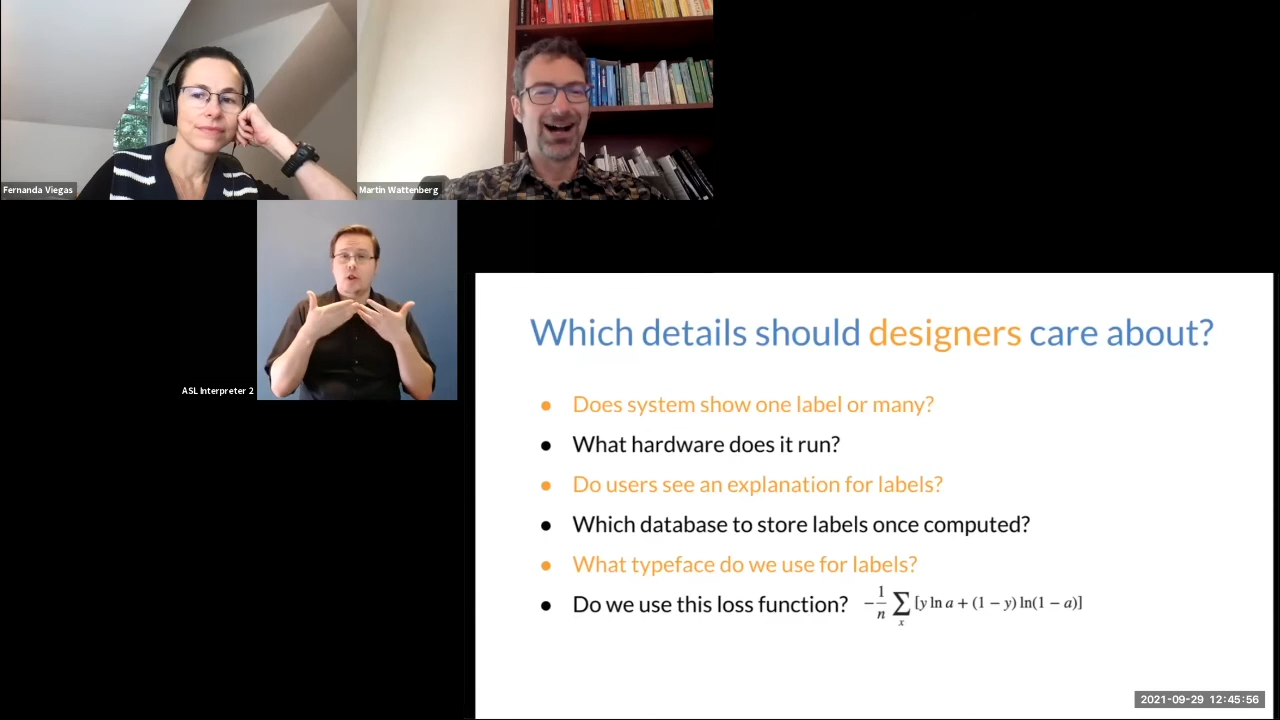 Fernanda Viegas
Martin Wattenberg
ASL Interpreter 2
Which details should designers care about?
● Does system show one label or many?
● What hardware does it run?
● Do users see an explanation for labels?
● Which database to store labels once computed?
● What typeface do we use for labels?
● Do we use this loss function? −1/n ∑x [y ln a + (1 − y) ln(1 − a)]
2021-09-29 12:45:56